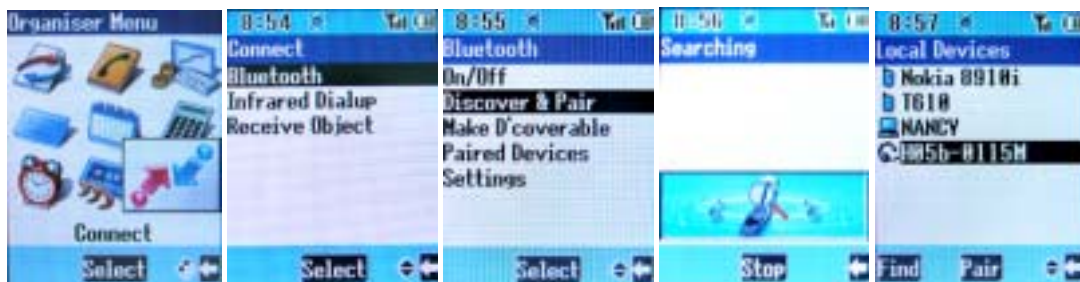 Organiser Menu
Connect
Select
8:54
Connect
Bluetooth
Infrared Dialup
Receive Object
Select
8:55
Bluetooth
On/Off
Discover & Pair
Make D'coverable
Paired Devices
Settings
Select
8:56
Searching
Stop
8:57
Local Devices
Nokia 8910i
T610
NANCY
H05b-0115M
Find Pair